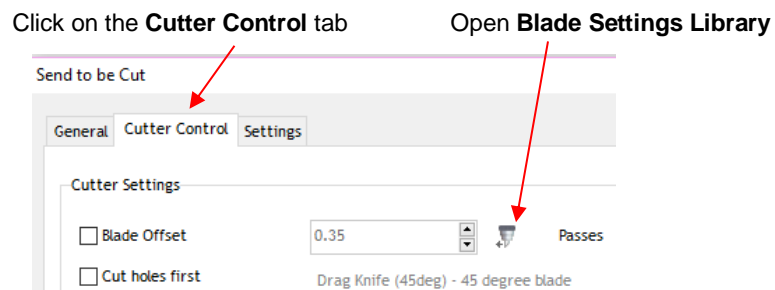 Click on the Cutter Control tab Open Blade Settings Library
Send to be Cut
General Cutter Control Settings
Cutter Settings
Blade Offset 0.35 Passes
Cut holes first Drag Knife (45deg) - 45 degree blade